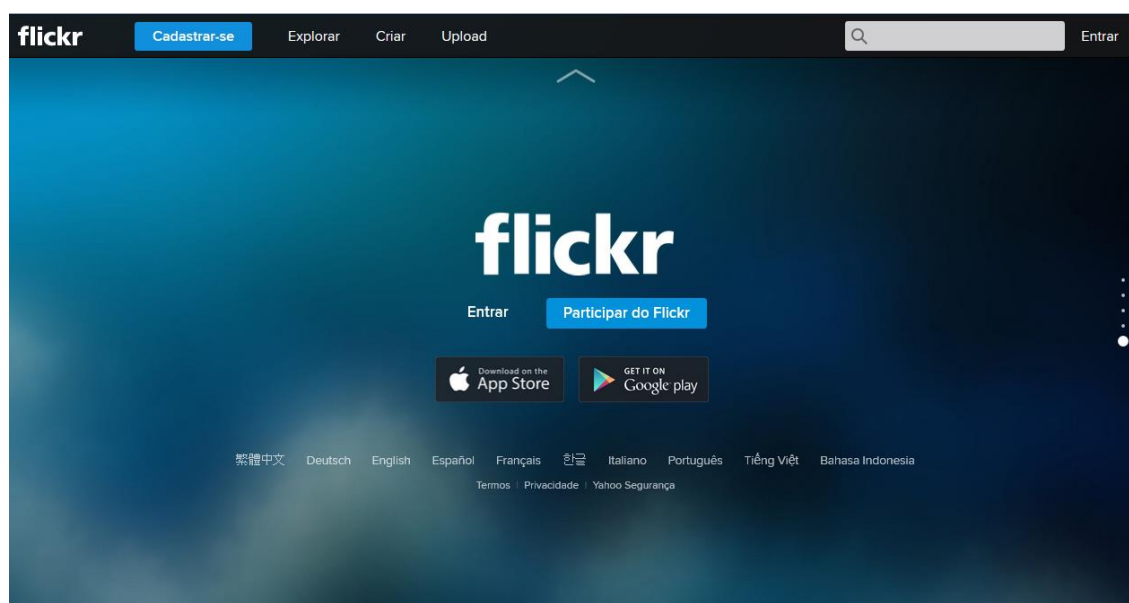 flickr Cadastrar-se Explorar Criar Upload Entrar
flickr
Entrar Participar do Flickr
Download on the GET IT ON
App Store Google play
繁體中文 Deutsch English Español Français 한글 Italiano Português Tiếng Việt Bahasa Indonesia
Termos | Privacidade | Yahoo Segurança